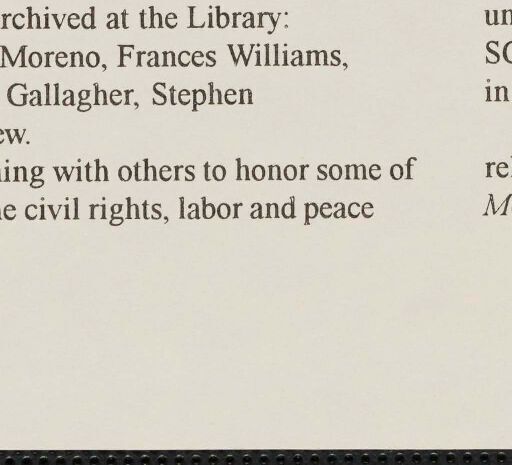 rchived at the Library:
Moreno, Frances Williams,
Gallagher, Stephen
ew.
ing with others to honor some of
e civil rights, labor and peace
un
SC
in
rel
M